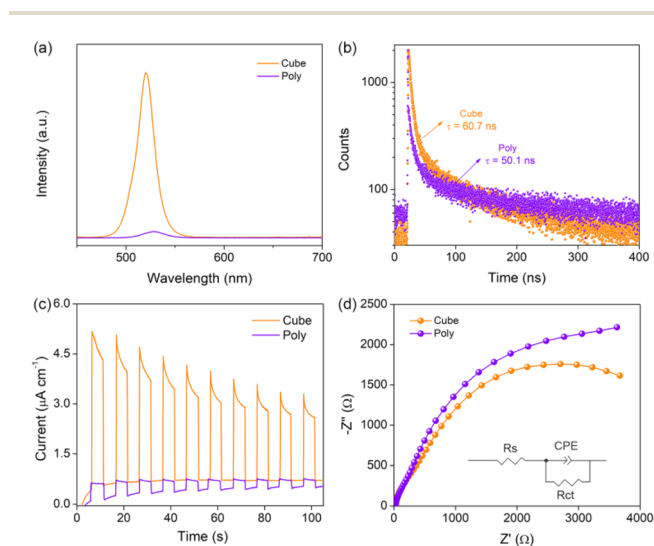 (a)
Cube
Poly
Intensity (a.u.)
500 600 700
Wavelength (nm)
(b)
1000
100
Counts
Cube
τ = 60.7 ns
Poly
τ = 50.1 ns
0 100 200 300 400
Time (ns)
(c)
6.0
4.5
3.0
1.5
0.0
Current (μA cm⁻¹)
Cube
Poly
0 20 40 60 80 100
Time (s)
(d)
2500
2000
1500
1000
500
0
-Z" (Ω)
Cube
Poly
Rs
CPE
Rct
0 1000 2000 3000 4000
Z' (Ω)